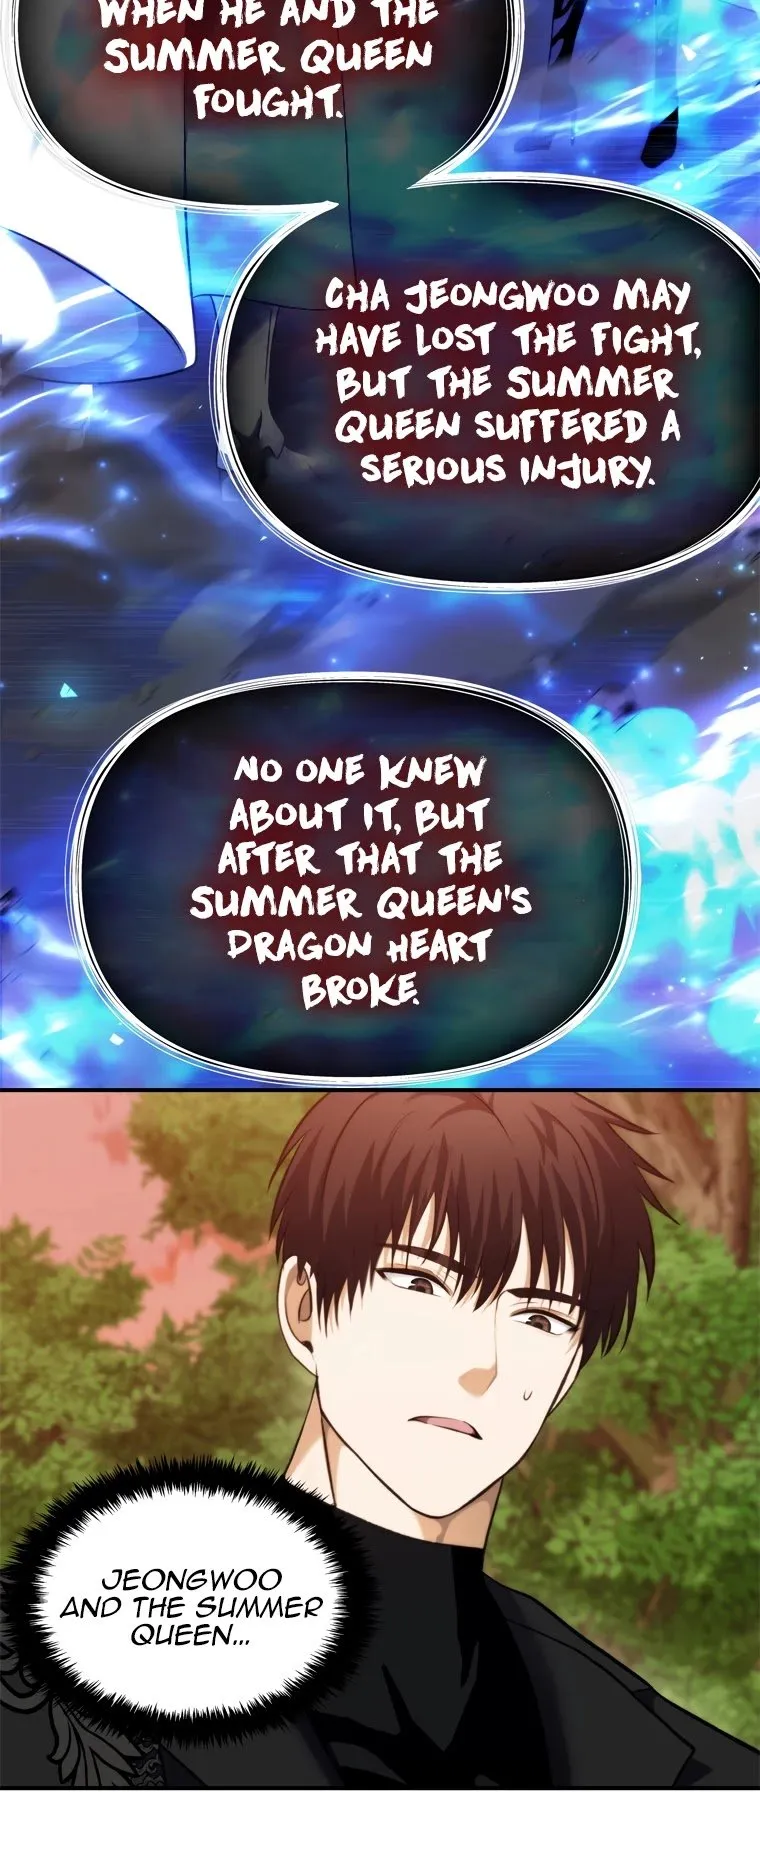 WHEN HE AND THE
SUMMER QUEEN
FOUGHT.
CHA JEONGWOO MAY
HAVE LOST THE FIGHT,
BUT THE SUMMER
QUEEN SUFFERED A
SERIOUS INJURY.
NO ONE KNEW
ABOUT IT, BUT
AFTER THAT THE
SUMMER QUEEN'S
DRAGON HEART
BROKE.
JEONGWOO
AND THE SUMMER
QUEEN...